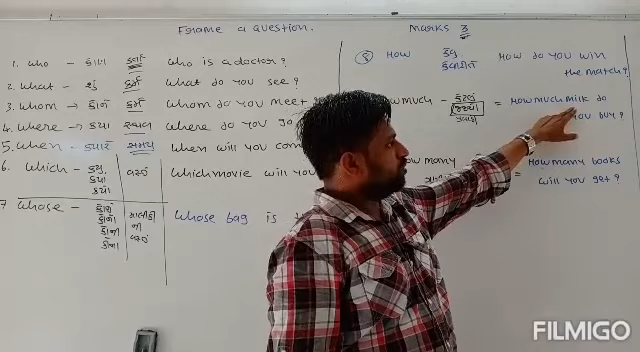 Frame a question.
Marks 3
1. Who - કોણ કર્તા Who is a doctor?
2. What - શું કર્મ What do you see?
3. Whom → કોને કર્મ Whom do you meet
4. Where → ક્યાં સ્થાન Where do you go
5. When - ક્યારે સમય When will you com
6. Which - કયું કયા કયો વસ્તુ Which movie will you
7 Whose - કોનું કોનો કોની કોના માલીકી ની વસ્તુ Whose bag is
8 How How do you win
the match?
ow much - કેટલું જથ્થો = How much milk do
ou buy?
ow many = How many books
will you get?
FILMIGO